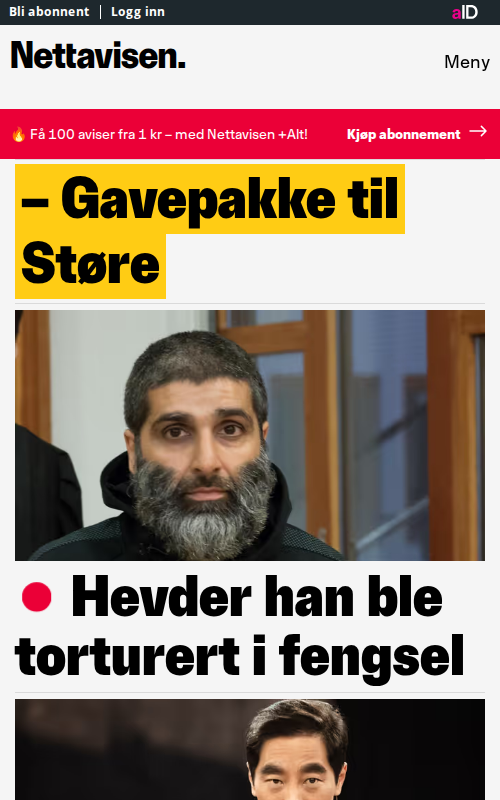 Bli abonnent | Logg inn
aID
Nettavisen.
Meny
🔥 Få 100 aviser fra 1 kr – med Nettavisen +Alt!
Kjøp abonnement →
– Gavepakke til
Støre
Hevder han ble
torturert i fengsel